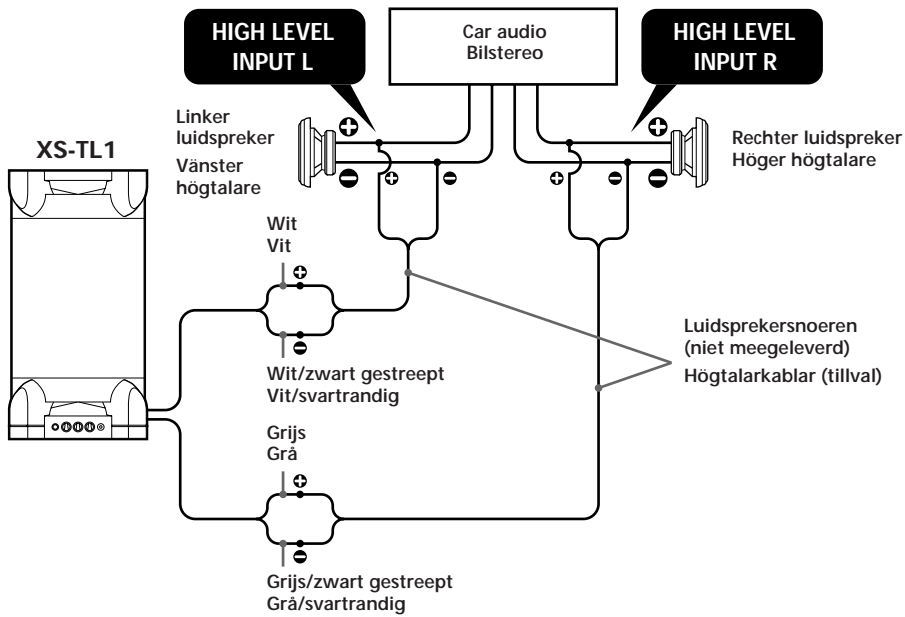 HIGH LEVEL
INPUT L
Car audio
Bilstereo
HIGH LEVEL
INPUT R
Linker
luidspreker
Vänster
högtalare
Rechter luidspreker
Höger högtalare
XS-TL1
Wit
Vit
Wit/zwart gestreept
Vit/svartrandig
Luidsprekersnoeren
(niet meegeleverd)
Högtalarkablar (tillval)
Grijs
Grå
Grijs/zwart gestreept
Grå/svartrandig